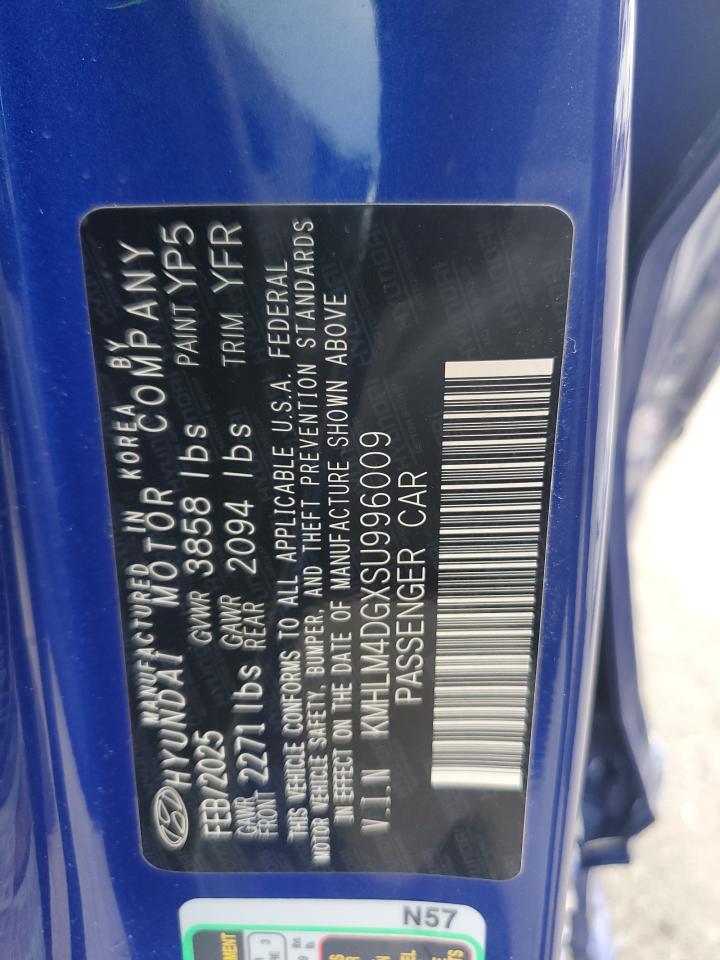 MANUFACTURED IN KOREA BY
HYUNDAI MOTOR COMPANY
FEB/2025 GVWR 3858 lbs PAINT YP5
GAWR FRONT 2271 lbs GAWR REAR 2094 lbs TRIM YFR
THIS VEHICLE CONFORMS TO ALL APPLICABLE U.S.A. FEDERAL
MOTOR VEHICLE SAFETY, BUMPER, AND THEFT PREVENTION STANDARDS
IN EFFECT ON THE DATE OF MANUFACTURE SHOWN ABOVE
V.I.N KMHLM4DGXSU996009
PASSENGER CAR
N57